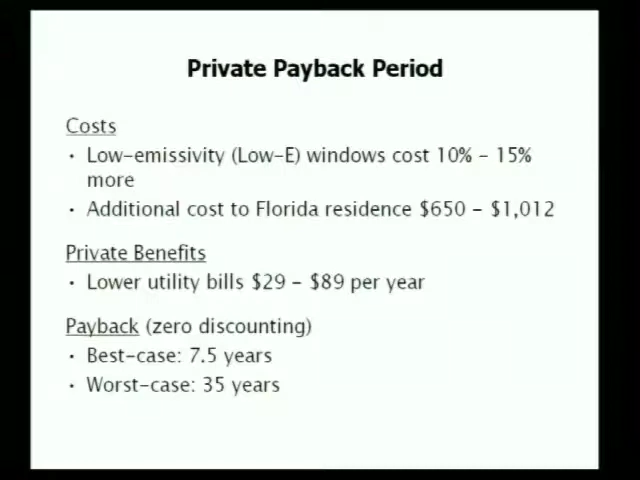 Private Payback Period
Costs
• Low-emissivity (Low-E) windows cost 10% – 15%
more
• Additional cost to Florida residence $650 – $1,012
Private Benefits
• Lower utility bills $29 – $89 per year
Payback (zero discounting)
• Best-case: 7.5 years
• Worst-case: 35 years